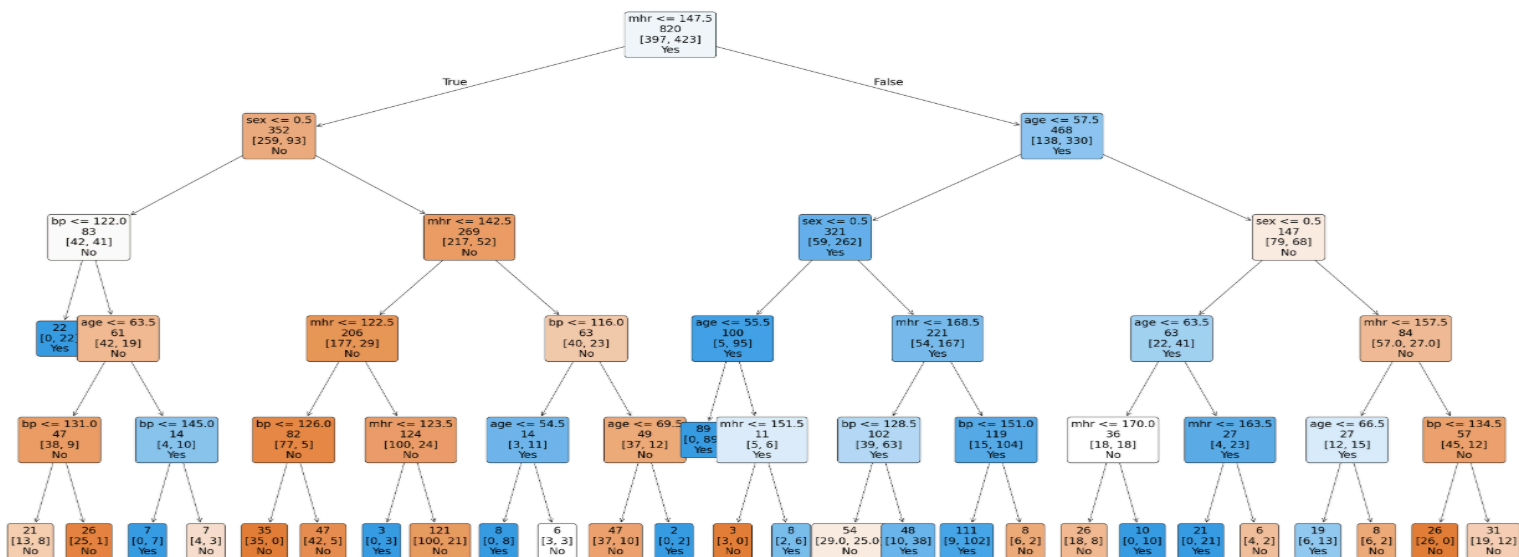 mhr <= 147.5
820
[397, 423]
Yes
True
False
sex <= 0.5
352
[259, 93]
No
age <= 57.5
468
[138, 330]
Yes
bp <= 122.0
83
[42, 41]
No
mhr <= 142.5
269
[217, 52]
No
sex <= 0.5
321
[59, 262]
Yes
sex <= 0.5
147
[79, 68]
No
22
[0, 22]
Yes
age <= 63.5
61
[42, 19]
No
mhr <= 122.5
206
[177, 29]
No
bp <= 116.0
63
[40, 23]
No
age <= 55.5
100
[5, 95]
Yes
mhr <= 168.5
221
[54, 167]
Yes
age <= 63.5
63
[22, 41]
Yes
mhr <= 157.5
84
[57.0, 27.0]
No
bp <= 131.0
47
[38, 9]
No
bp <= 145.0
14
[4, 10]
Yes
bp <= 126.0
82
[77, 5]
No
mhr <= 123.5
124
[100, 24]
No
age <= 54.5
14
[3, 11]
Yes
age <= 69.5
49
[37, 12]
No
89
[0, 89]
Yes
mhr <= 151.5
11
[5, 6]
Yes
bp <= 128.5
102
[39, 63]
Yes
bp <= 151.0
119
[15, 104]
Yes
mhr <= 170.0
36
[18, 18]
No
mhr <= 163.5
27
[4, 23]
Yes
age <= 66.5
27
[12, 15]
Yes
bp <= 134.5
57
[45, 12]
No
21
[13, 8]
No
26
[25, 1]
No
7
[0, 7]
Yes
7
[4, 3]
No
35
[35, 0]
No
47
[42, 5]
No
3
[0, 3]
Yes
121
[100, 21]
No
8
[0, 8]
Yes
6
[3, 3]
No
47
[37, 10]
No
2
[0, 2]
Yes
3
[3, 0]
No
8
[2, 6]
Yes
54
[29.0, 25.0]
No
48
[10, 38]
Yes
111
[9, 102]
Yes
8
[6, 2]
No
26
[18, 8]
No
10
[0, 10]
Yes
21
[0, 21]
Yes
6
[4, 2]
No
19
[6, 13]
Yes
8
[6, 2]
No
26
[26, 0]
No
31
[19, 12]
No